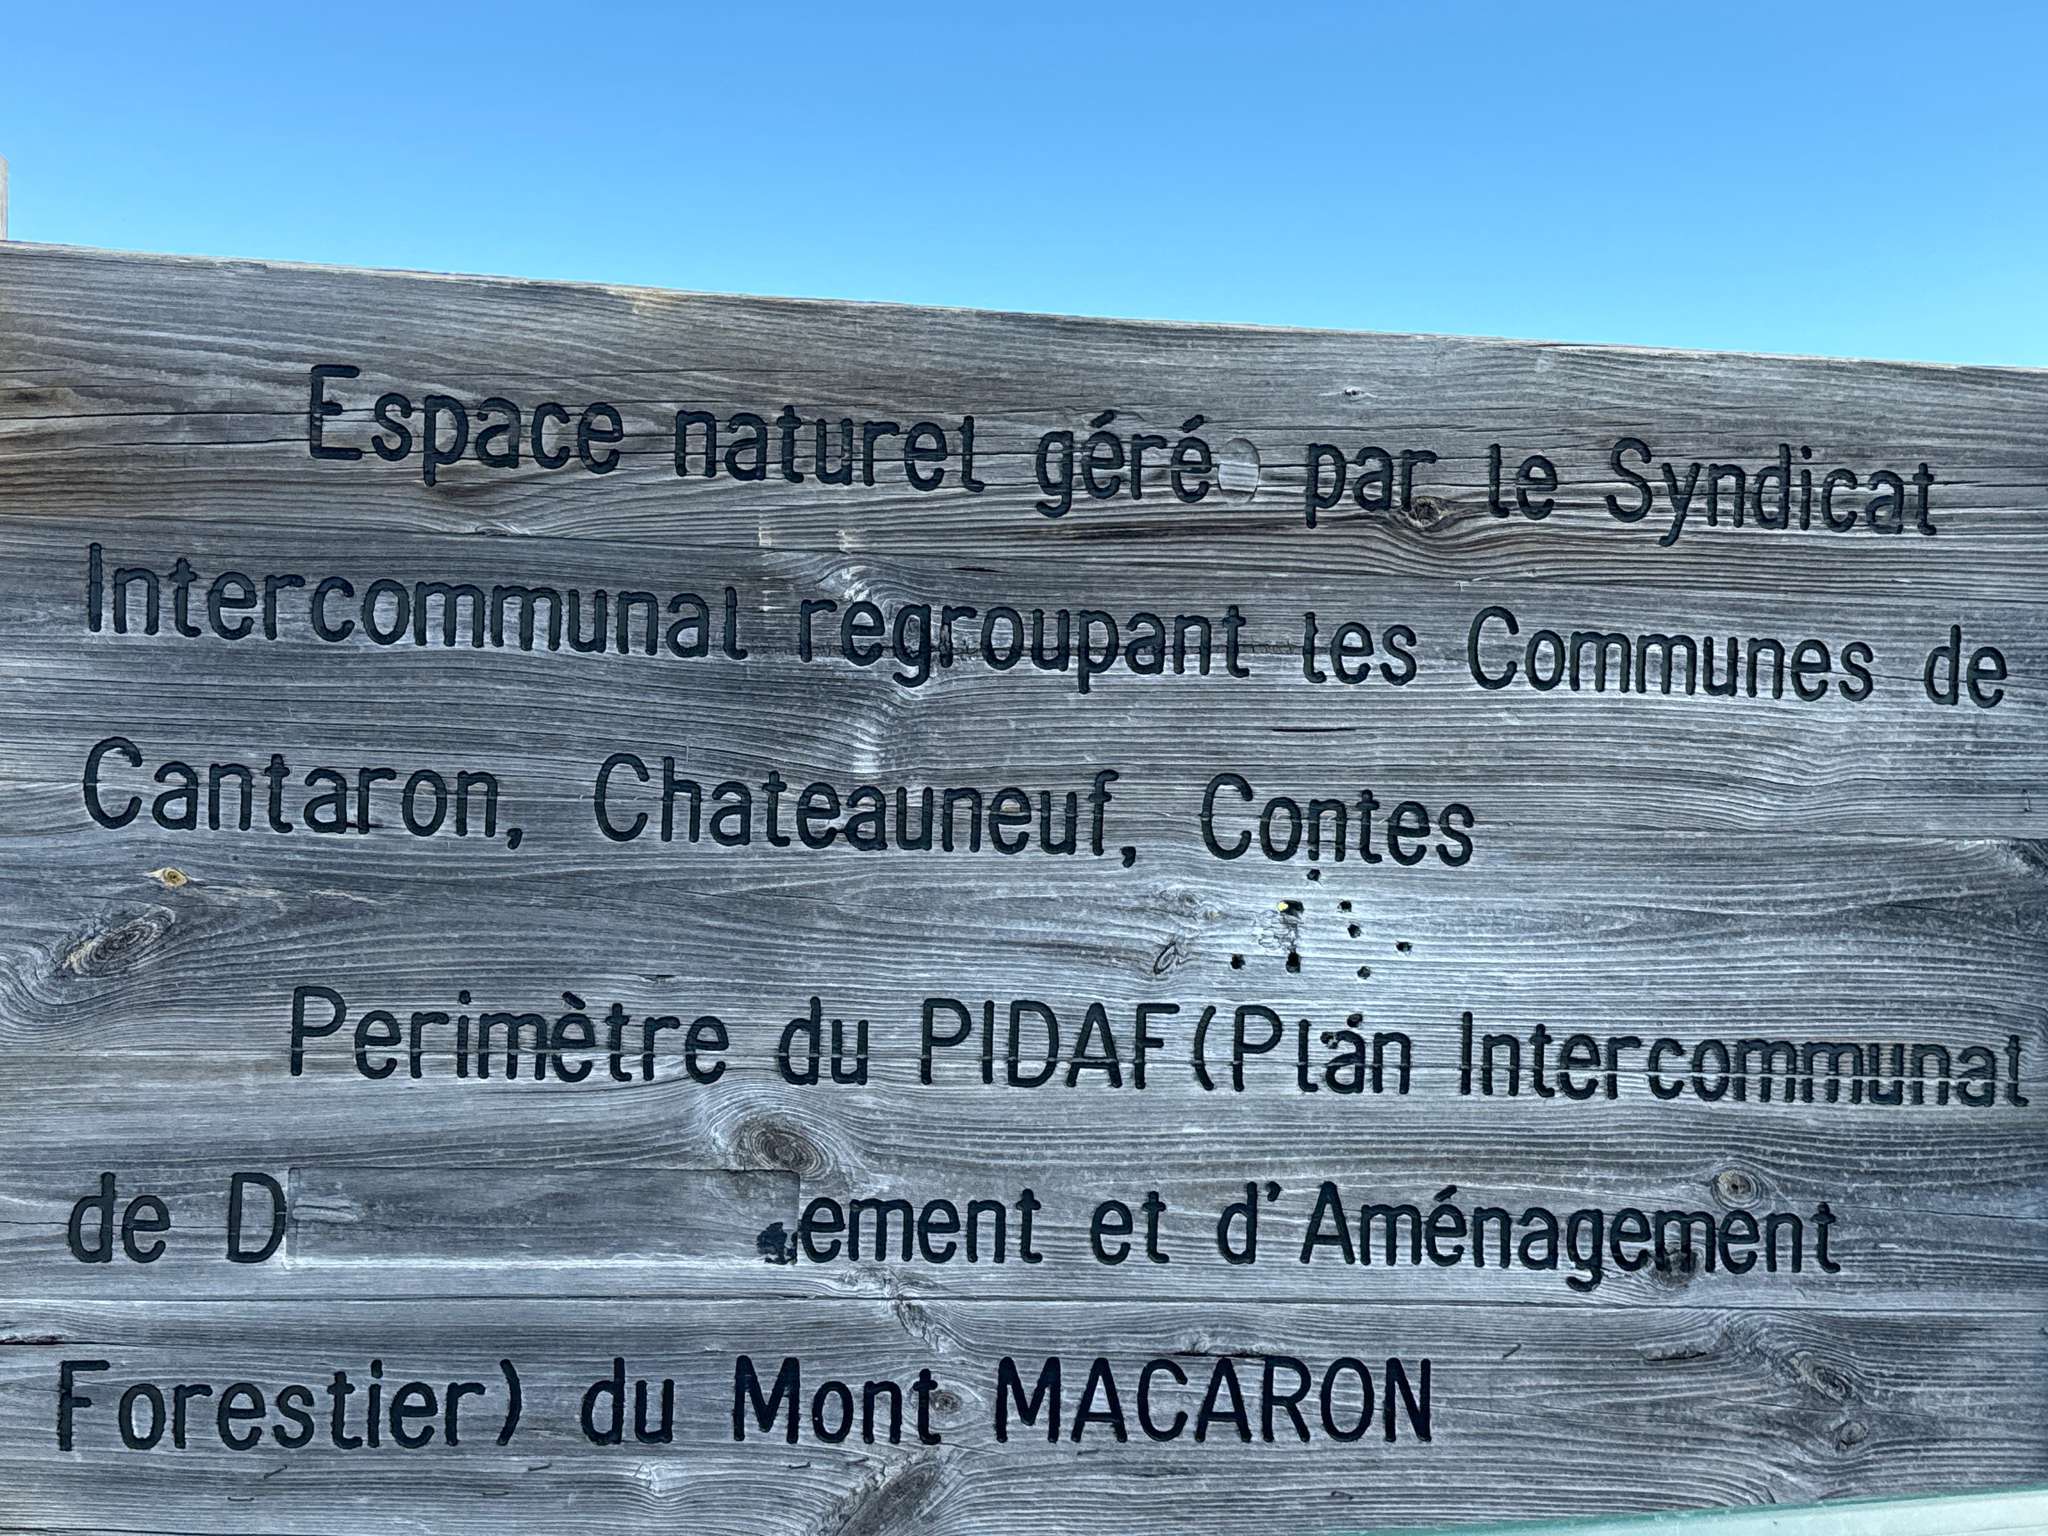 Espace naturel géré par le Syndicat
Intercommunal regroupant les Communes de
Cantaron, Chateauneuf, Contes
Perimètre du PIDAF(Plan Intercommunal
de et d'Aménagement
Forestier) du Mont MACARON